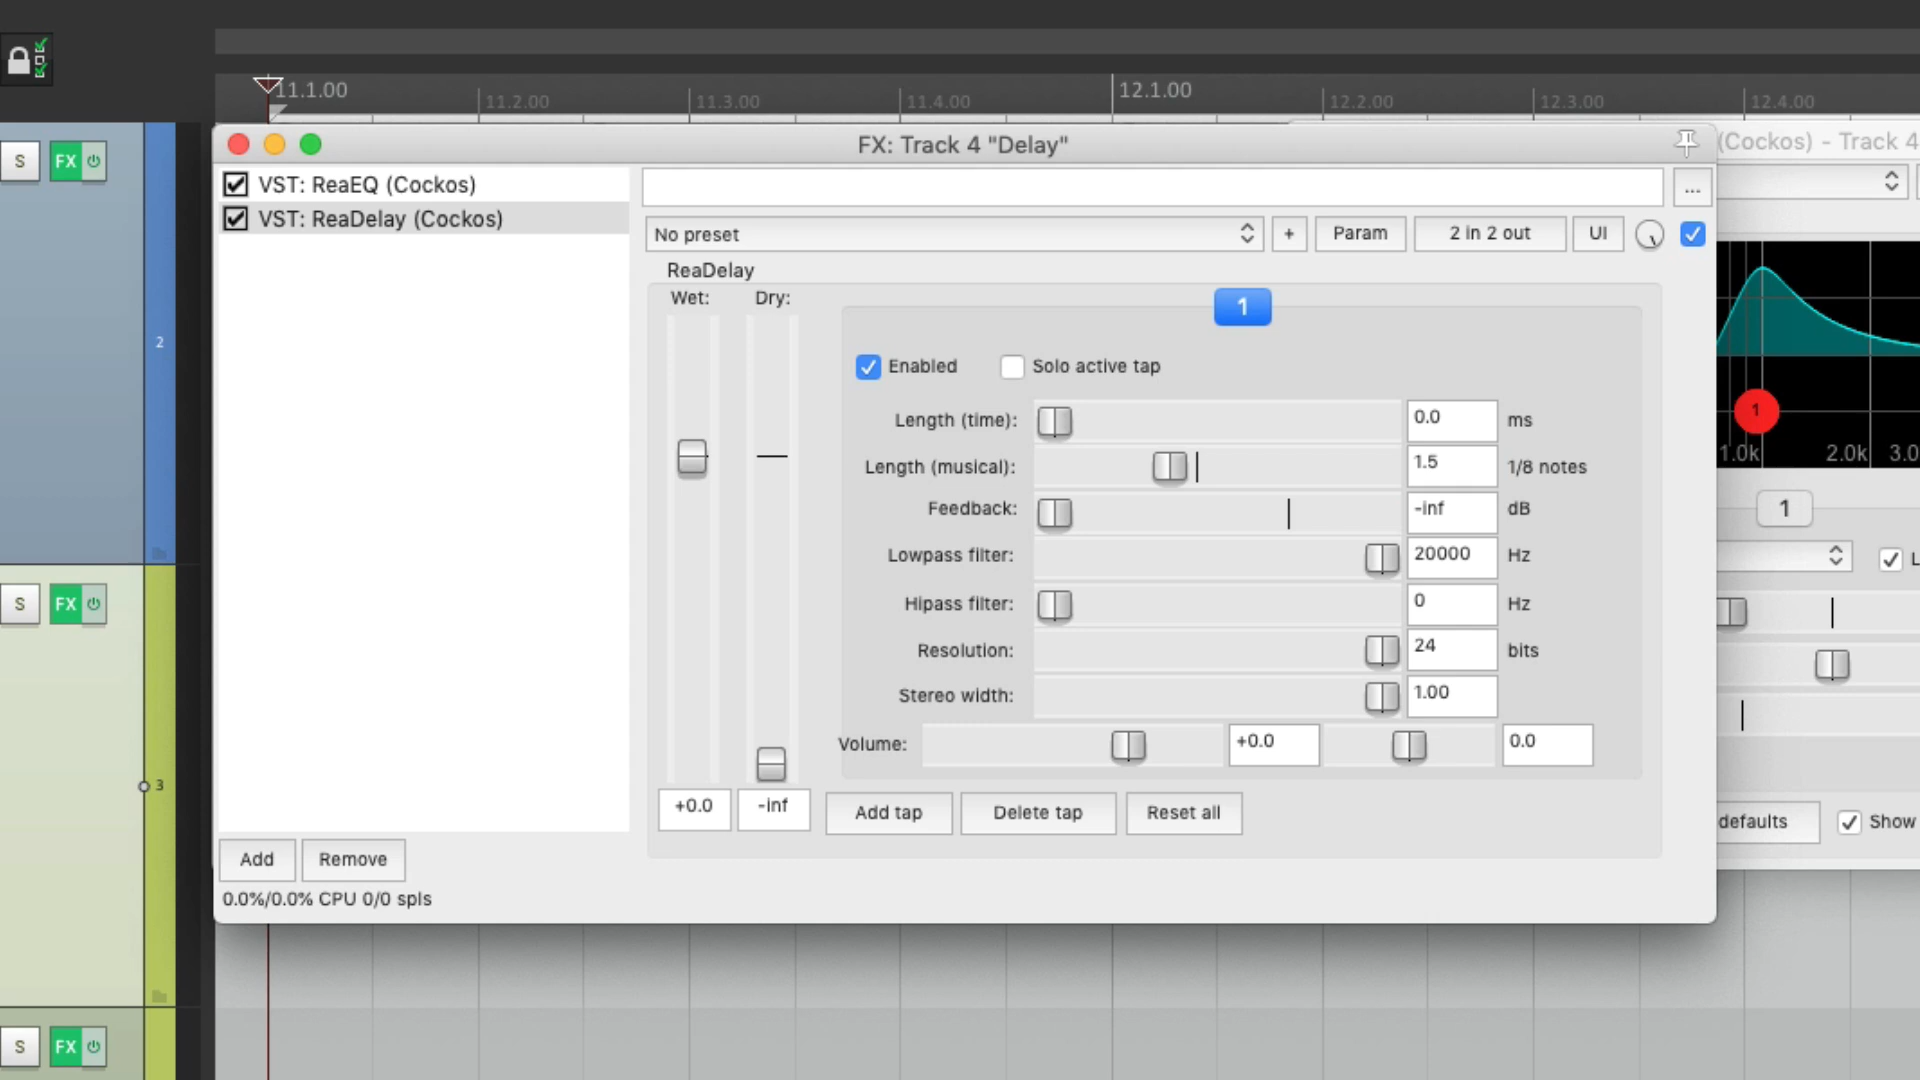 11.1.00
11.2.00
11.3.00
11.4.00
12.1.00
12.2.00
12.3.00
12.4.00
FX: Track 4 "Delay"
(Cockos) - Track 4
S FX
2
VST: ReaEQ (Cockos)
VST: ReaDelay (Cockos)
...
No preset
+
Param
2 in 2 out
UI
ReaDelay
Wet:
Dry:
1
Enabled
Solo active tap
Length (time): 0.0 ms
Length (musical): 1.5 1/8 notes
Feedback: -inf dB
Lowpass filter: 20000 Hz
Hipass filter: 0 Hz
Resolution: 24 bits
Stereo width: 1.00
Volume: +0.0 0.0
+0.0
-inf
Add tap
Delete tap
Reset all
1
1.0k
2.0k
3.0
1
L
defaults
Show
S FX
3
Add
Remove
0.0%/0.0% CPU 0/0 spls
S FX